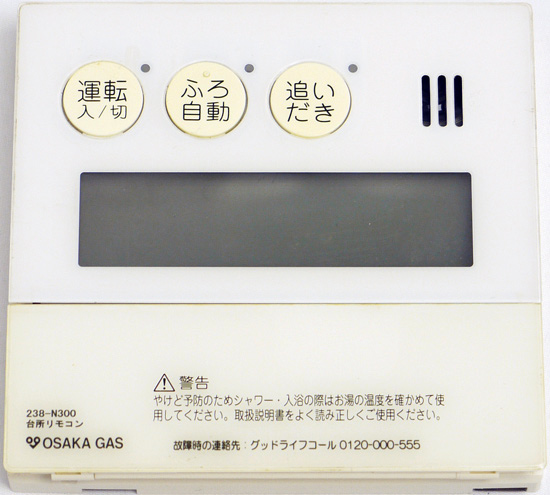 運転
入/切
ふろ
自動
追い
だき
警告
やけど予防のためシャワー・入浴の際はお湯の温度を確かめて使
用してください。取扱説明書をよく読み正しくご使用ください。
238-N300
台所リモコン
OSAKA GAS
故障時の連絡先：グッドライフコール 0120-000-555